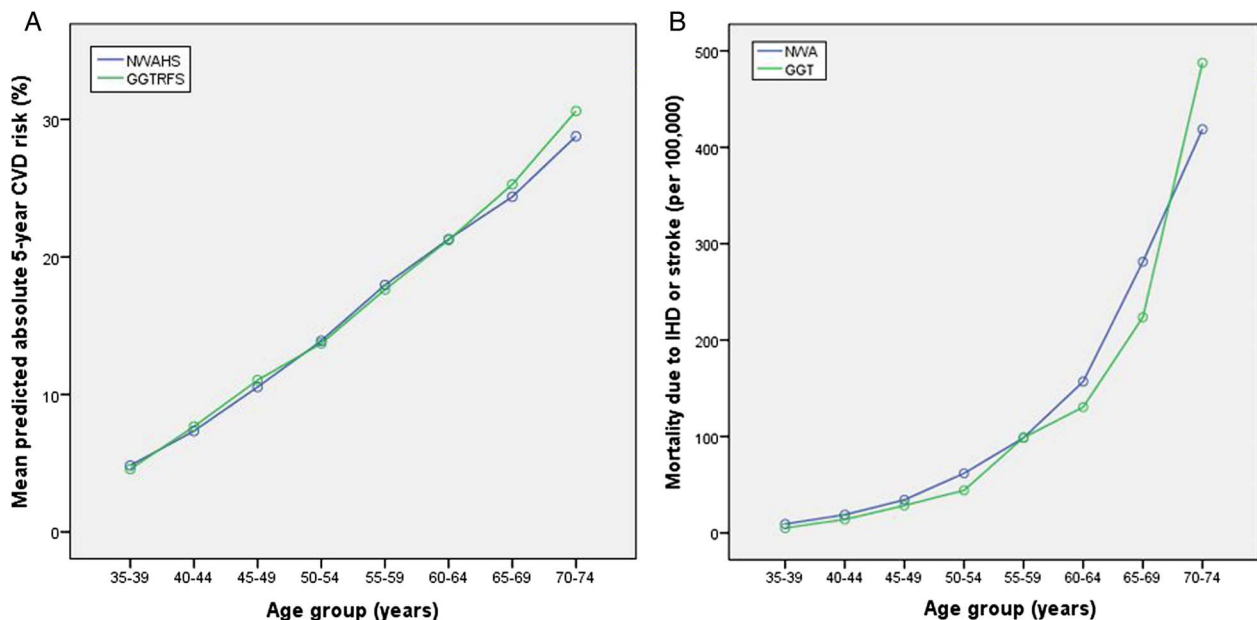 A
Mean predicted absolute 5-year CVD risk (%)
NWAHS
GGTRFS
30
20
10
0
35-39 40-44 45-49 50-54 55-59 60-64 65-69 70-74
Age group (years)
B
Mortality due to IHD or stroke (per 100,000)
NWA
GGT
500
400
300
200
100
0
35-39 40-44 45-49 50-54 55-59 60-64 65-69 70-74
Age group (years)